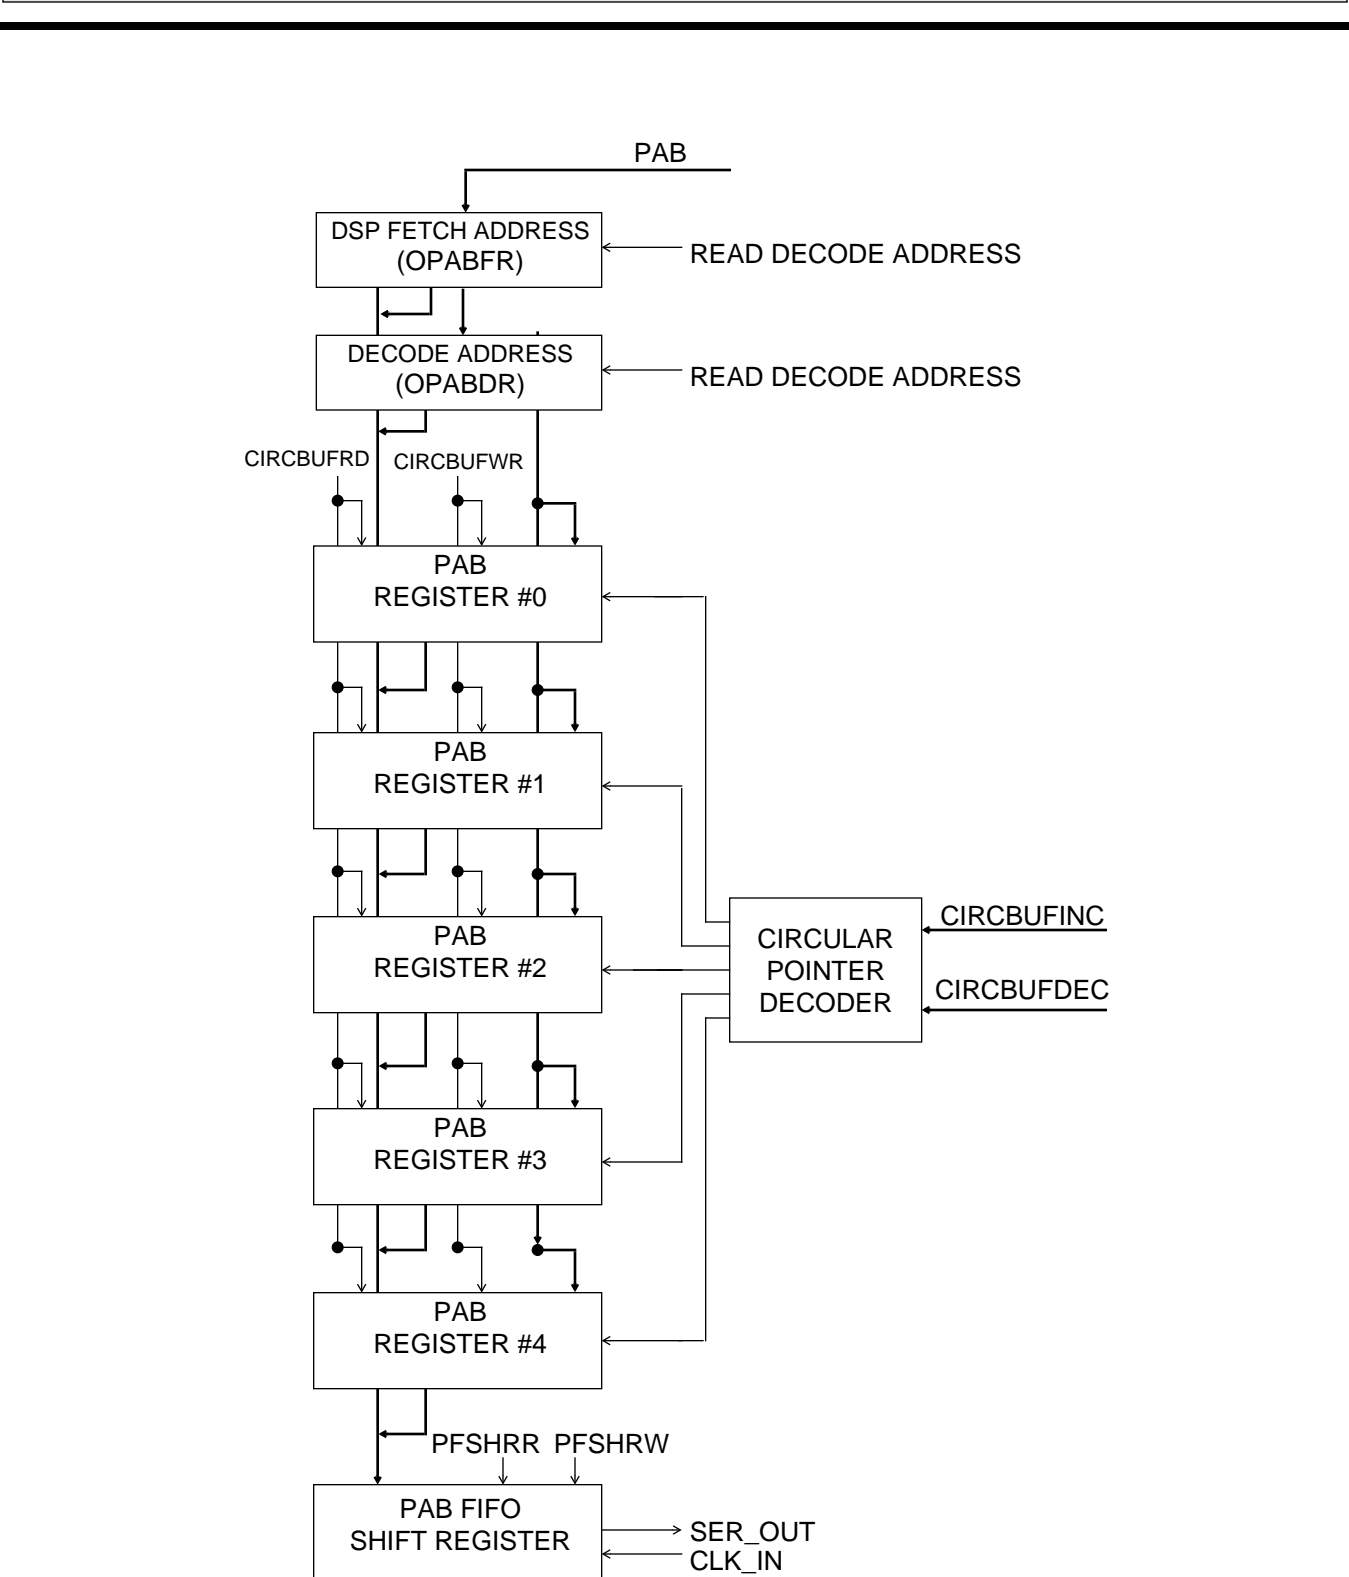 PAB
DSP FETCH ADDRESS
(OPABFR)
READ DECODE ADDRESS
DECODE ADDRESS
(OPABDR)
READ DECODE ADDRESS
CIRCBUFRD
CIRCBUFWR
PAB
REGISTER #0
PAB
REGISTER #1
PAB
REGISTER #2
CIRCULAR
POINTER
DECODER
CIRCBUFINC
CIRCBUFDEC
PAB
REGISTER #3
PAB
REGISTER #4
PFSHRR PFSHRW
PAB FIFO
SHIFT REGISTER
SER_OUT
CLK_IN